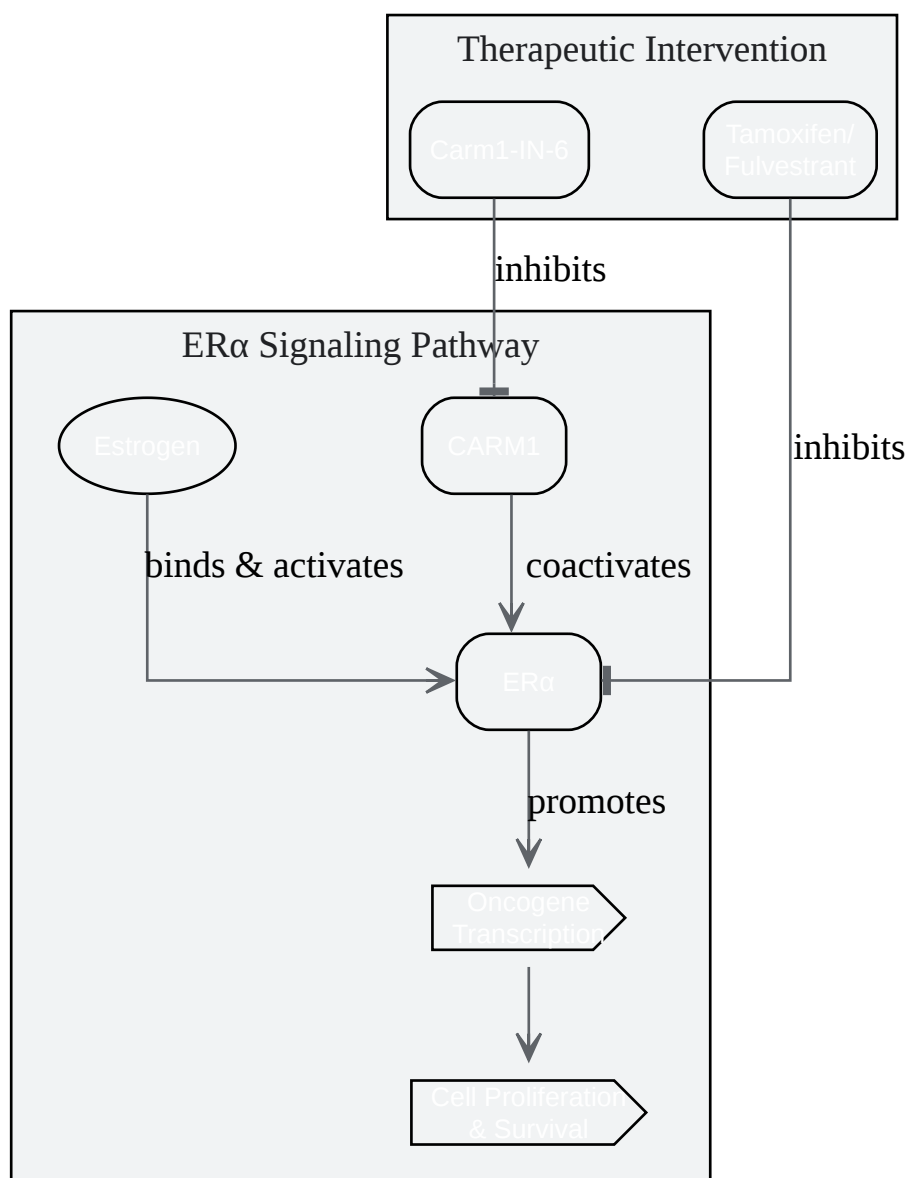 Therapeutic Intervention
Carm1-IN-6
Tamoxifen/
Fulvestrant
inhibits
ERα Signaling Pathway
Estrogen
CARM1
inhibits
binds & activates
coactivates
ERα
promotes
Oncogene
Transcription
Cell Proliferation
& Survival